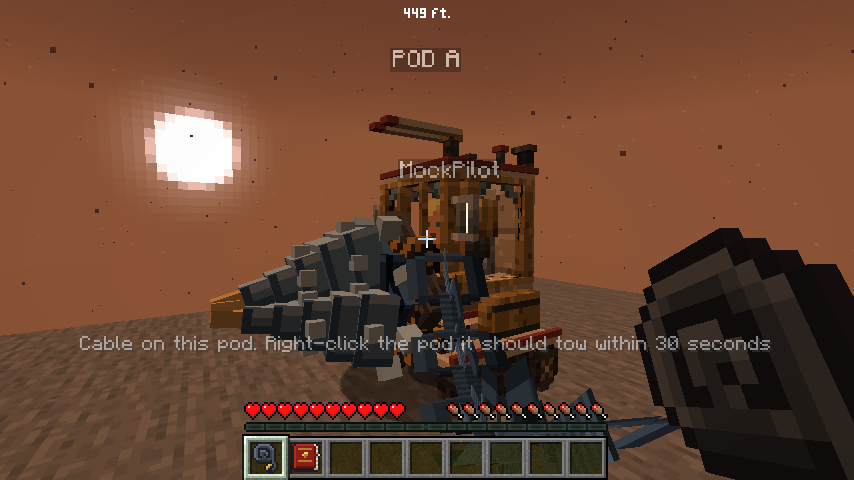 449 ft.
POD A
MockPilot
Cable on this pod. Right-click the pod it should tow within 30 seconds